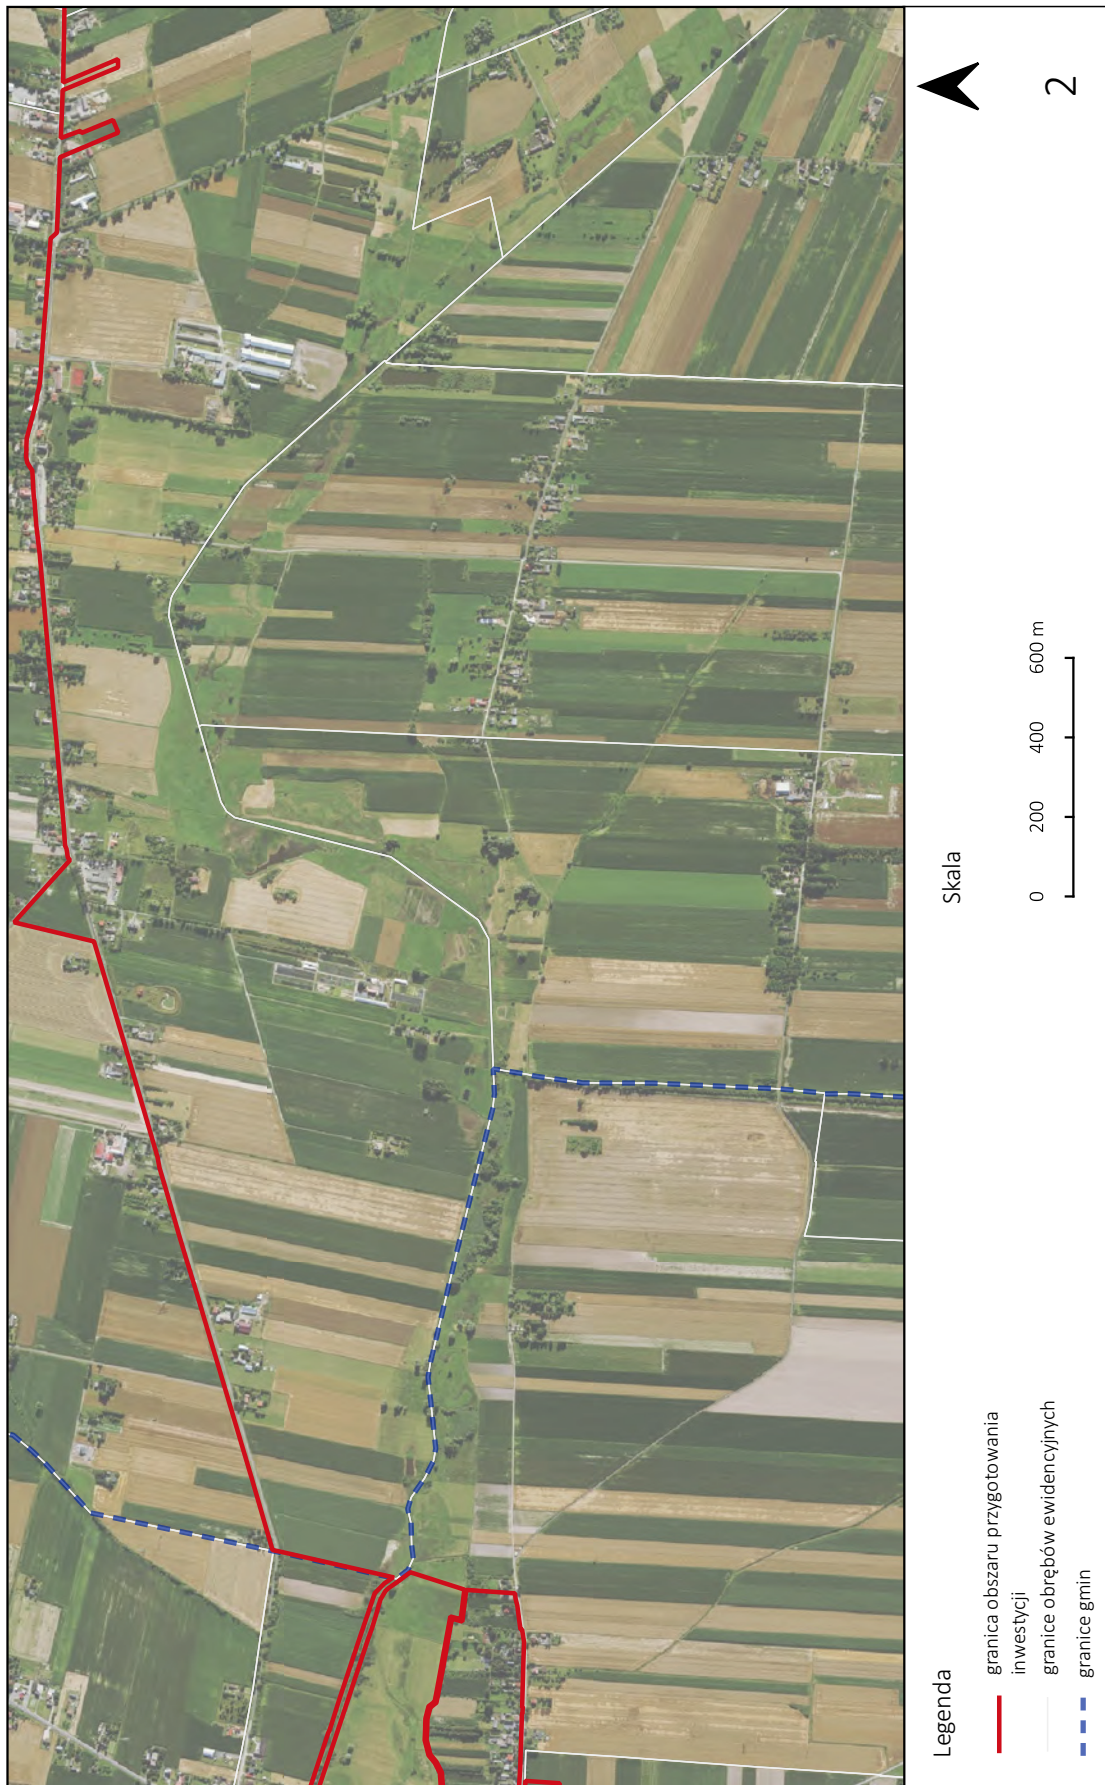 Legenda
granica obszaru przygotowania
inwestycji
granice obrębów ewidencyjnych
granice gmin
Skala
0 200 400 600 m
2